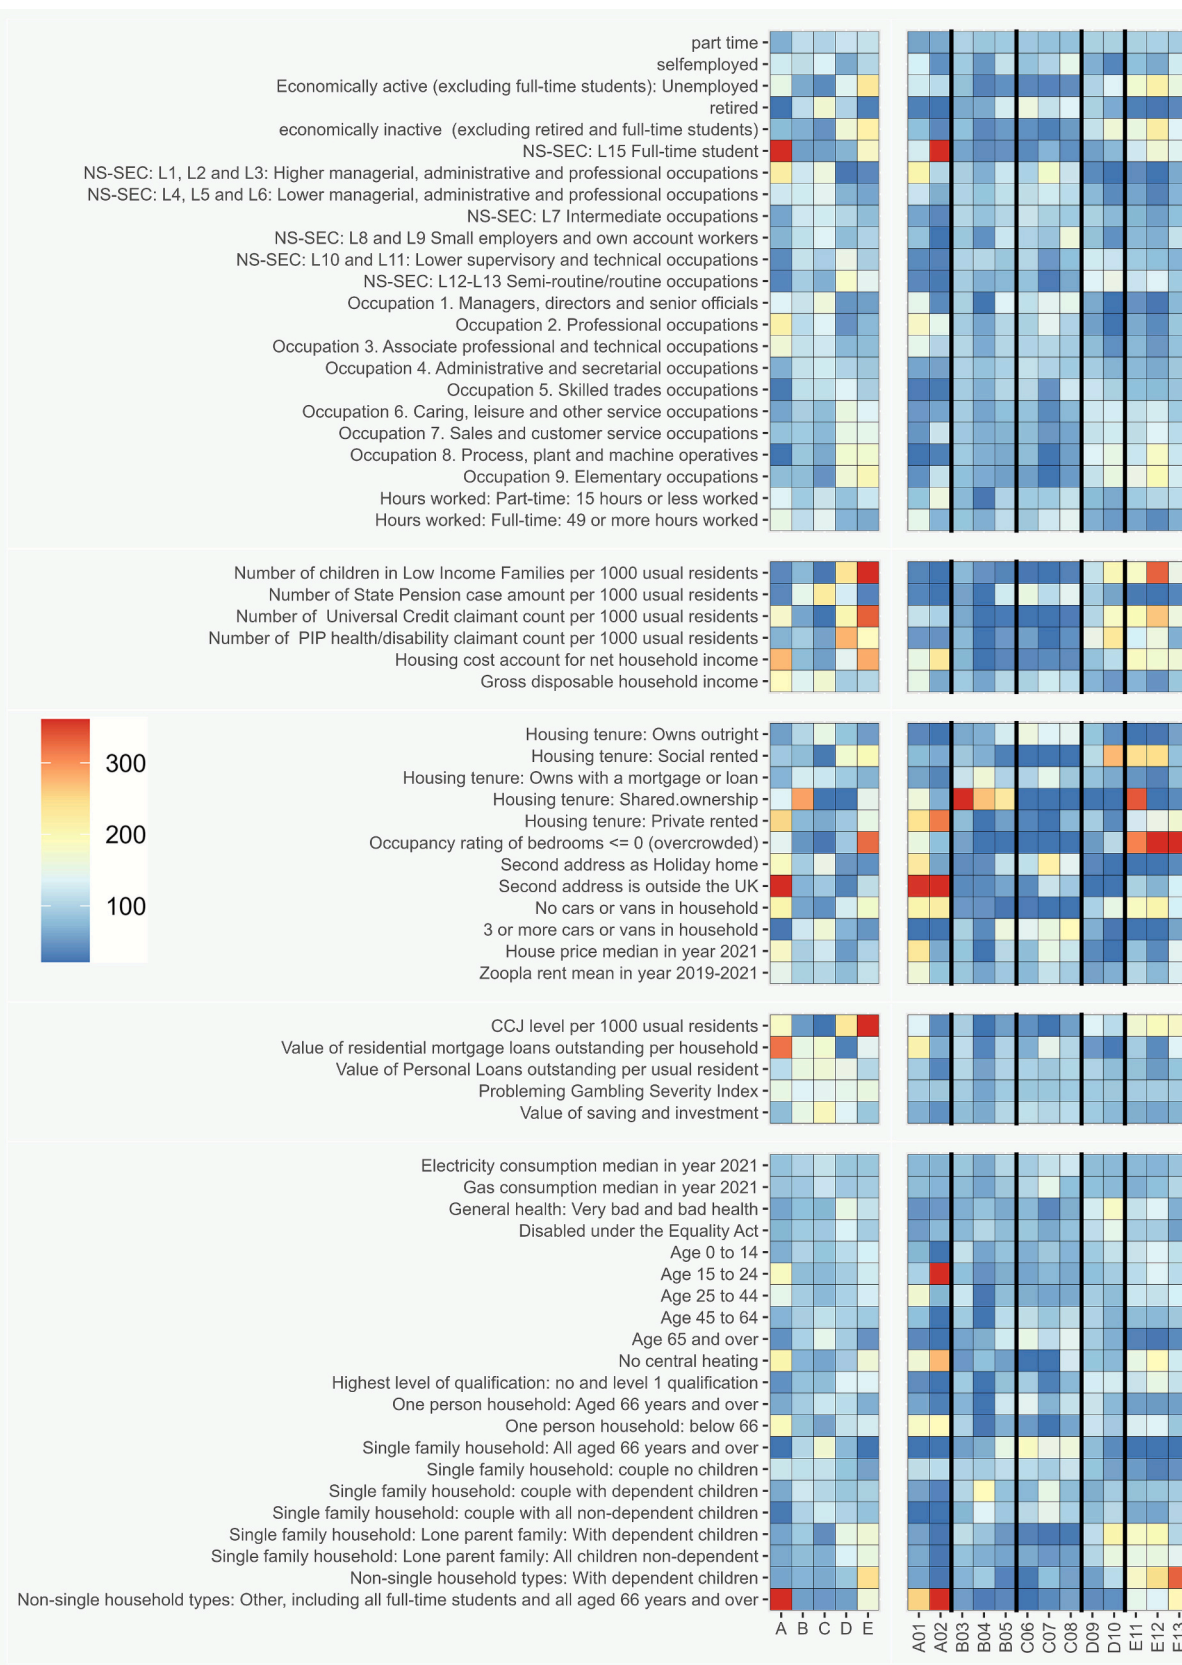 part time
selfemployed
Economically active (excluding full-time students): Unemployed
retired
economically inactive (excluding retired and full-time students)
NS-SEC: L15 Full-time student
NS-SEC: L1, L2 and L3: Higher managerial, administrative and professional occupations
NS-SEC: L4, L5 and L6: Lower managerial, administrative and professional occupations
NS-SEC: L7 Intermediate occupations
NS-SEC: L8 and L9 Small employers and own account workers
NS-SEC: L10 and L11: Lower supervisory and technical occupations
NS-SEC: L12-L13 Semi-routine/routine occupations
Occupation 1. Managers, directors and senior officials
Occupation 2. Professional occupations
Occupation 3. Associate professional and technical occupations
Occupation 4. Administrative and secretarial occupations
Occupation 5. Skilled trades occupations
Occupation 6. Caring, leisure and other service occupations
Occupation 7. Sales and customer service occupations
Occupation 8. Process, plant and machine operatives
Occupation 9. Elementary occupations
Hours worked: Part-time: 15 hours or less worked
Hours worked: Full-time: 49 or more hours worked
Number of children in Low Income Families per 1000 usual residents
Number of State Pension case amount per 1000 usual residents
Number of Universal Credit claimant count per 1000 usual residents
Number of PIP health/disability claimant count per 1000 usual residents
Housing cost account for net household income
Gross disposable household income
300
200
100
Housing tenure: Owns outright
Housing tenure: Social rented
Housing tenure: Owns with a mortgage or loan
Housing tenure: Shared.ownership
Housing tenure: Private rented
Occupancy rating of bedrooms <= 0 (overcrowded)
Second address as Holiday home
Second address is outside the UK
No cars or vans in household
3 or more cars or vans in household
House price median in year 2021
Zoopla rent mean in year 2019-2021
CCJ level per 1000 usual residents
Value of residential mortgage loans outstanding per household
Value of Personal Loans outstanding per usual resident
Probleming Gambling Severity Index
Value of saving and investment
Electricity consumption median in year 2021
Gas consumption median in year 2021
General health: Very bad and bad health
Disabled under the Equality Act
Age 0 to 14
Age 15 to 24
Age 25 to 44
Age 45 to 64
Age 65 and over
No central heating
Highest level of qualification: no and level 1 qualification
One person household: Aged 66 years and over
One person household: below 66
Single family household: All aged 66 years and over
Single family household: couple no children
Single family household: couple with dependent children
Single family household: couple with all non-dependent children
Single family household: Lone parent family: With dependent children
Single family household: Lone parent family: All children non-dependent
Non-single household types: With dependent children
Non-single household types: Other, including all full-time students and all aged 66 years and over
A B C D E
A01 A02 B03 B04 B05 C06 C07 C08 D09 D10 E11 E12 E13